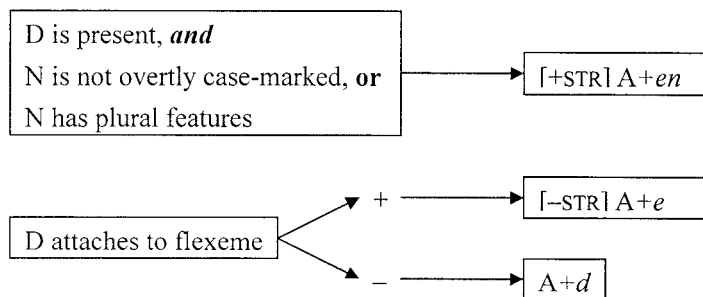 D is present, and
N is not overtly case-marked, or
N has plural features
[+STR] A+en
D attaches to flexeme
+
[–STR] A+e
–
A+d